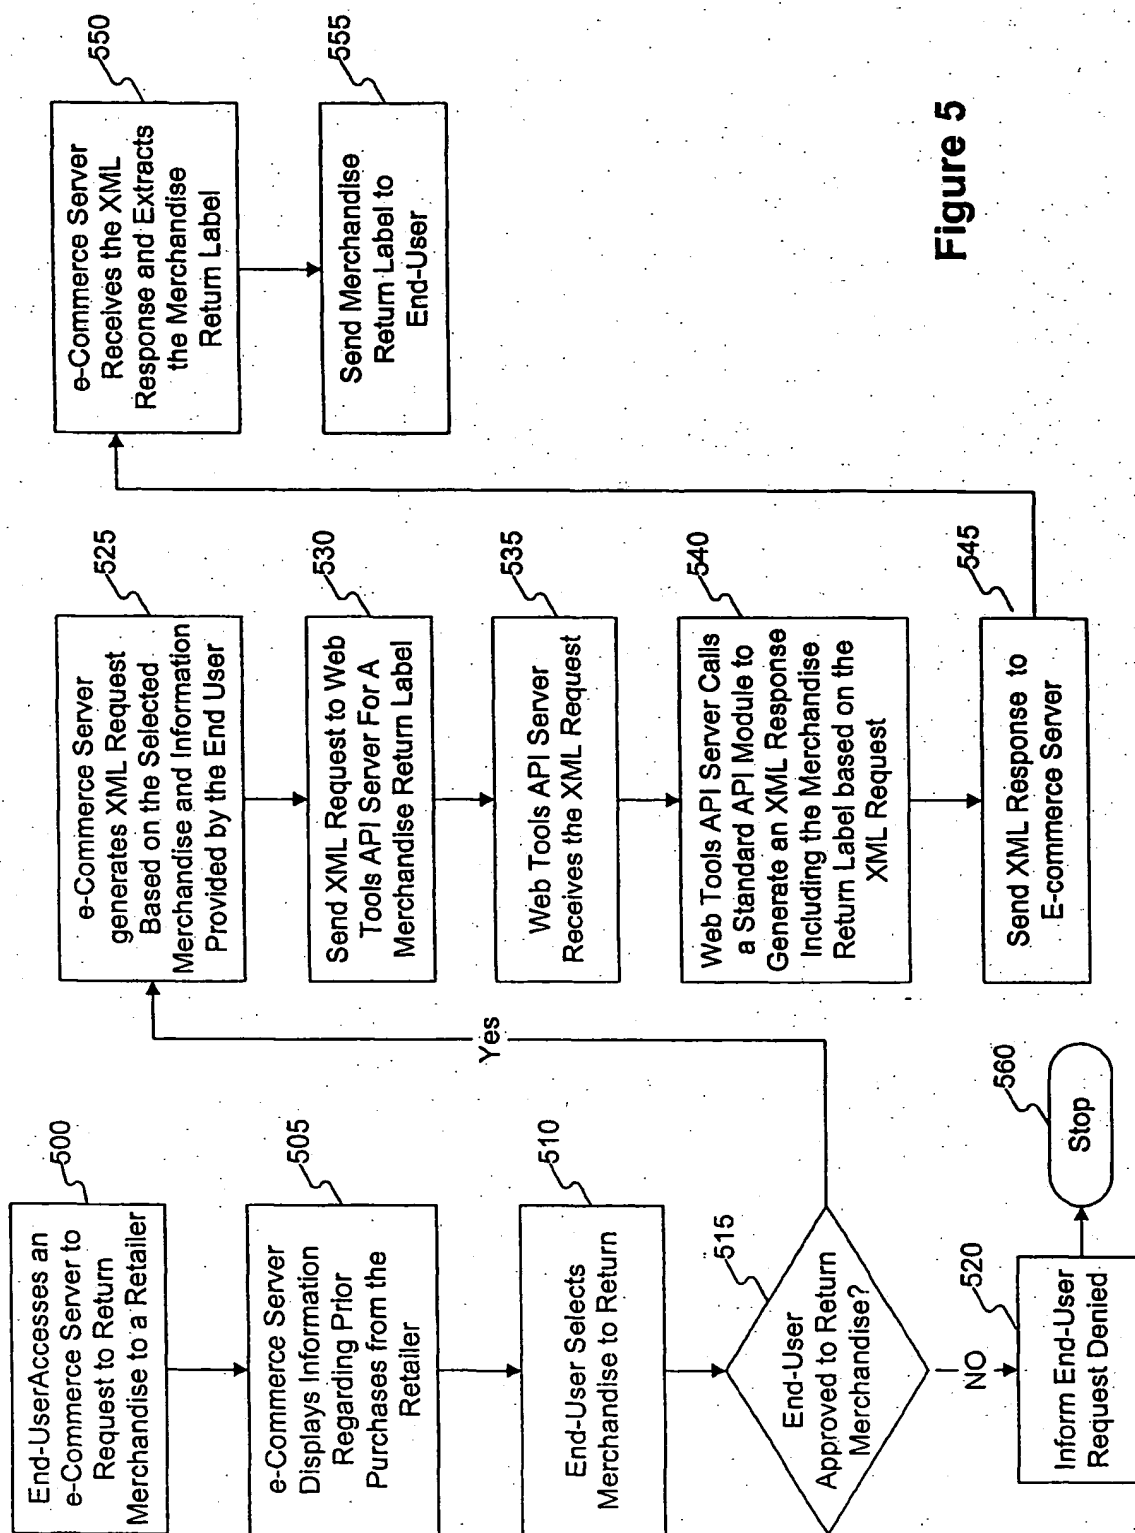 End-UserAccesses an
e-Commerce Server to
Request to Return
Merchandise to a Retailer
500
e-Commerce Server
Displays Information
Regarding Prior
Purchases from the
Retailer
505
End-User Selects
Merchandise to Return
510
End-User
Approved to Return
Merchandise?
515
NO
Inform End-User
Request Denied
520
Stop
560
Yes
e-Commerce Server
generates XML Request
Based on the Selected
Merchandise and Information
Provided by the End User
525
Send XML Request to Web
Tools API Server For A
Merchandise Return Label
530
Web Tools API Server
Receives the XML Request
535
Web Tools API Server Calls
a Standard API Module to
Generate an XML Response
Including the Merchandise
Return Label based on the
XML Request
540
Send XML Response to
E-commerce Server
545
e-Commerce Server
Receives the XML
Response and Extracts
the Merchandise
Return Label
550
Send Merchandise
Return Label to
End-User
555
Figure 5